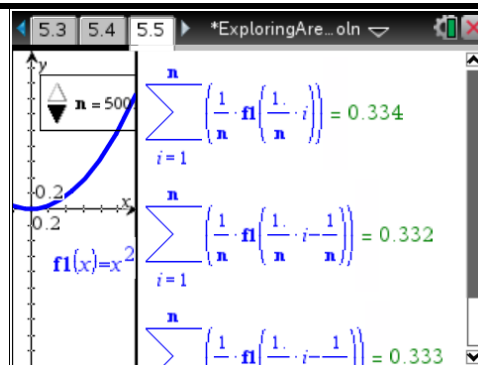 5.3 5.4 5.5 *ExploringAre…oln
y
n = 500.
0.2
x
0.2
f1(x)=x²
n
∑ (1/n · f1(1./n · i)) = 0.334
i=1
n
∑ (1/n · f1(1./n · i − 1/n)) = 0.332
i=1
n
∑ (1/n · f1(1./n · i − 1 )) = 0.333